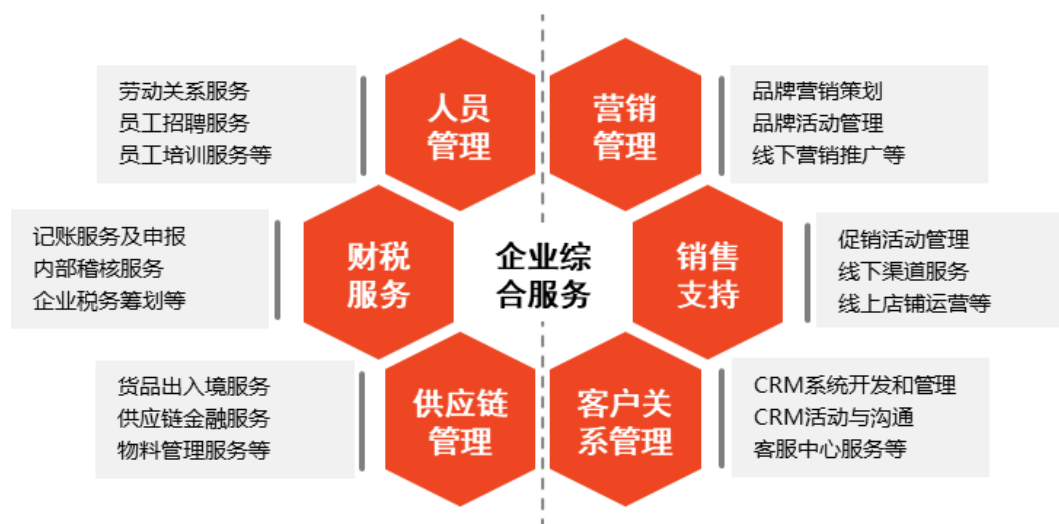 劳动关系服务
员工招聘服务
员工培训服务等
人员
管理
营销
管理
品牌营销策划
品牌活动管理
线下营销推广等
记账服务及申报
内部稽核服务
企业税务筹划等
财税
服务
企业综
合服务
销售
支持
促销活动管理
线下渠道服务
线上店铺运营等
货品出入境服务
供应链金融服务
物料管理服务等
供应链
管理
客户关
系管理
CRM系统开发和管理
CRM活动与沟通
客服中心服务等